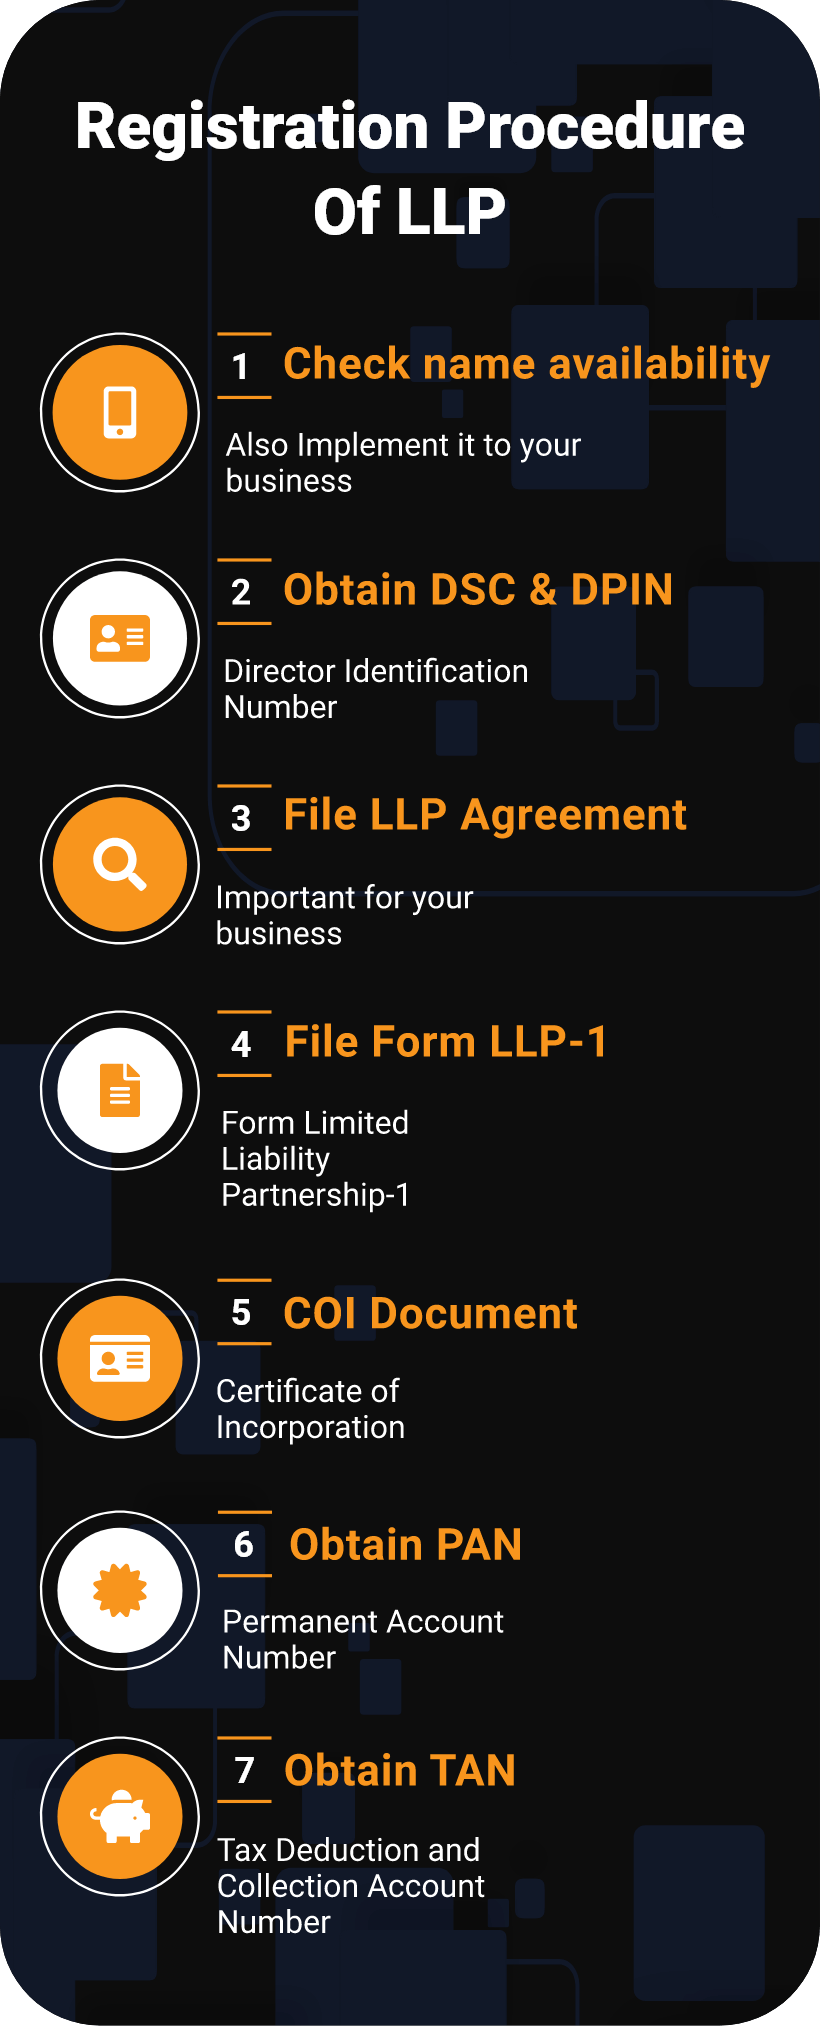 Registration Procedure
Of LLP
1 Check name availability
Also Implement it to your
business
2 Obtain DSC & DPIN
Director Identification
Number
3 File LLP Agreement
Important for your
business
4 File Form LLP-1
Form Limited
Liability
Partnership-1
5 COI Document
Certificate of
Incorporation
6 Obtain PAN
Permanent Account
Number
7 Obtain TAN
Tax Deduction and
Collection Account
Number